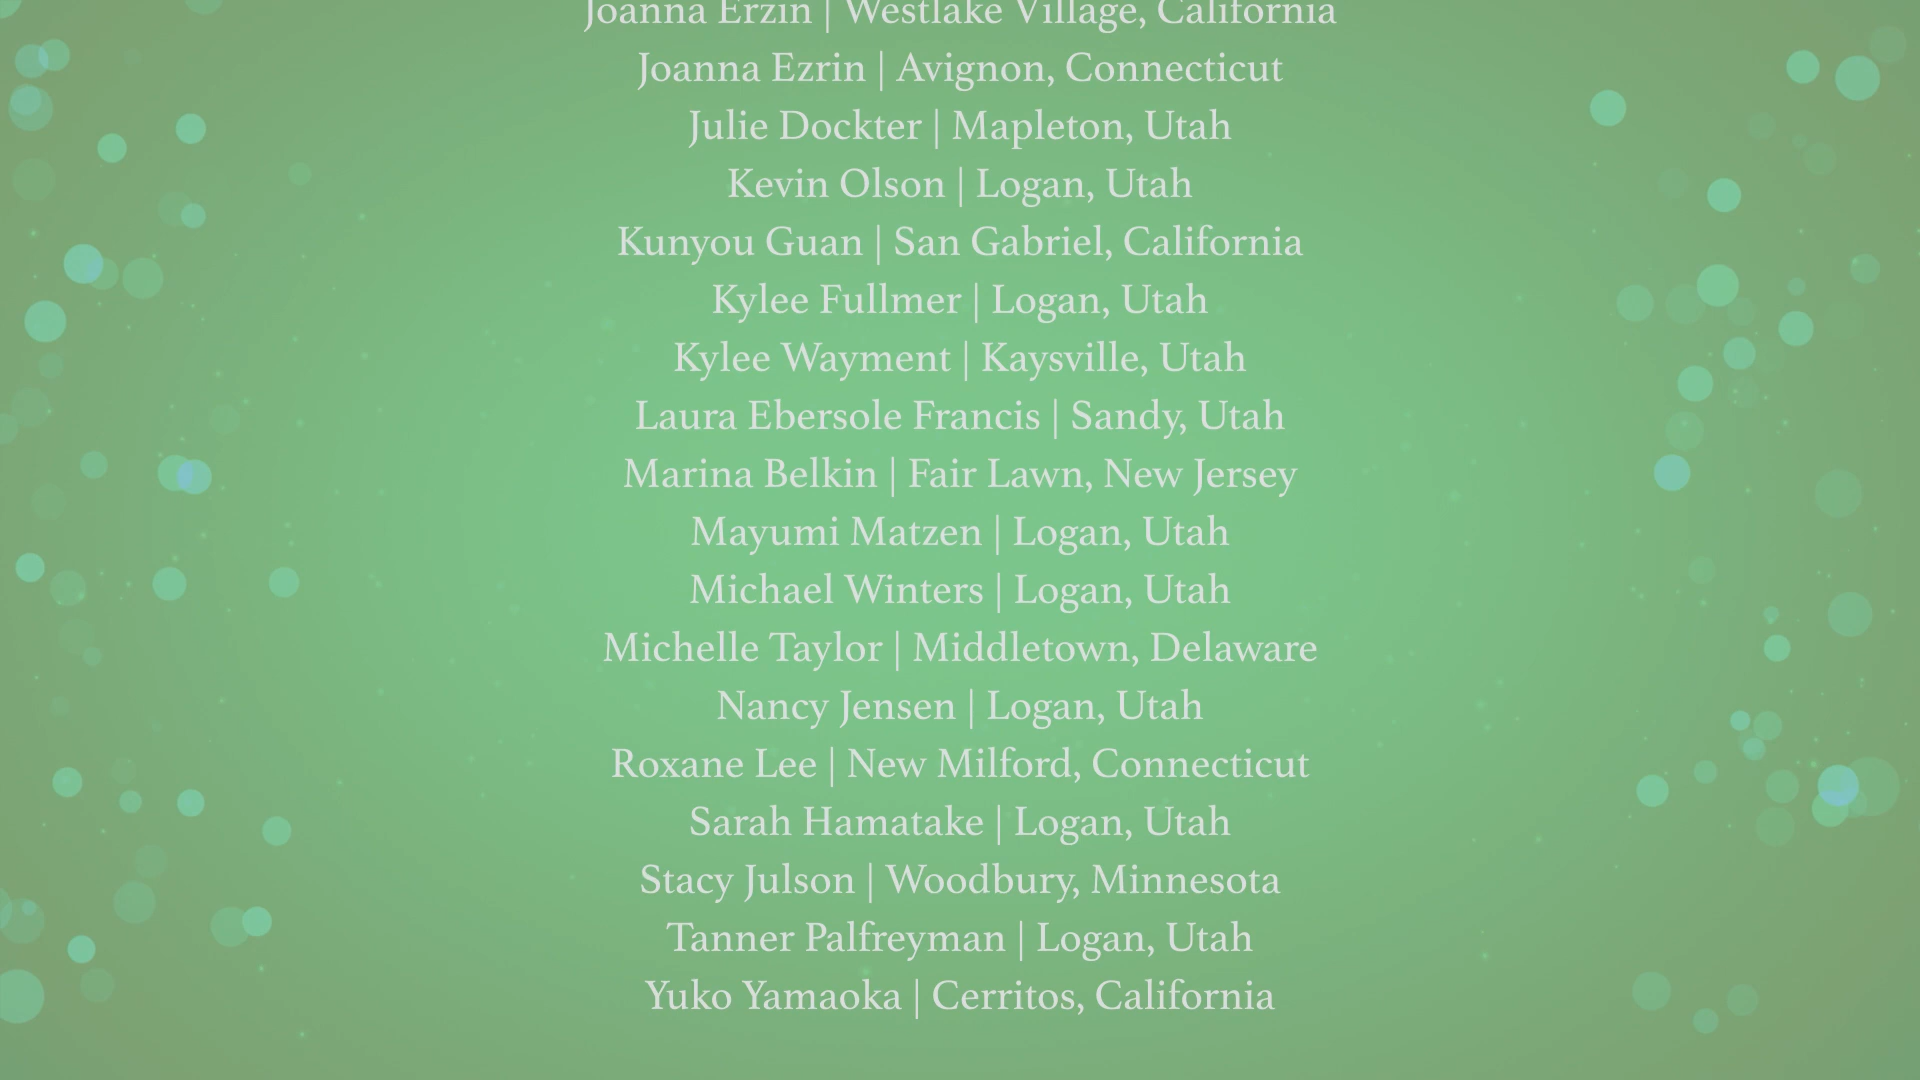 Joanna Erzin | Westlake Village, California
Joanna Ezrin | Avignon, Connecticut
Julie Dockter | Mapleton, Utah
Kevin Olson | Logan, Utah
Kunyou Guan | San Gabriel, California
Kylee Fullmer | Logan, Utah
Kylee Wayment | Kaysville, Utah
Laura Ebersole Francis | Sandy, Utah
Marina Belkin | Fair Lawn, New Jersey
Mayumi Matzen | Logan, Utah
Michael Winters | Logan, Utah
Michelle Taylor | Middletown, Delaware
Nancy Jensen | Logan, Utah
Roxane Lee | New Milford, Connecticut
Sarah Hamatake | Logan, Utah
Stacy Julson | Woodbury, Minnesota
Tanner Palfreyman | Logan, Utah
Yuko Yamaoka | Cerritos, California